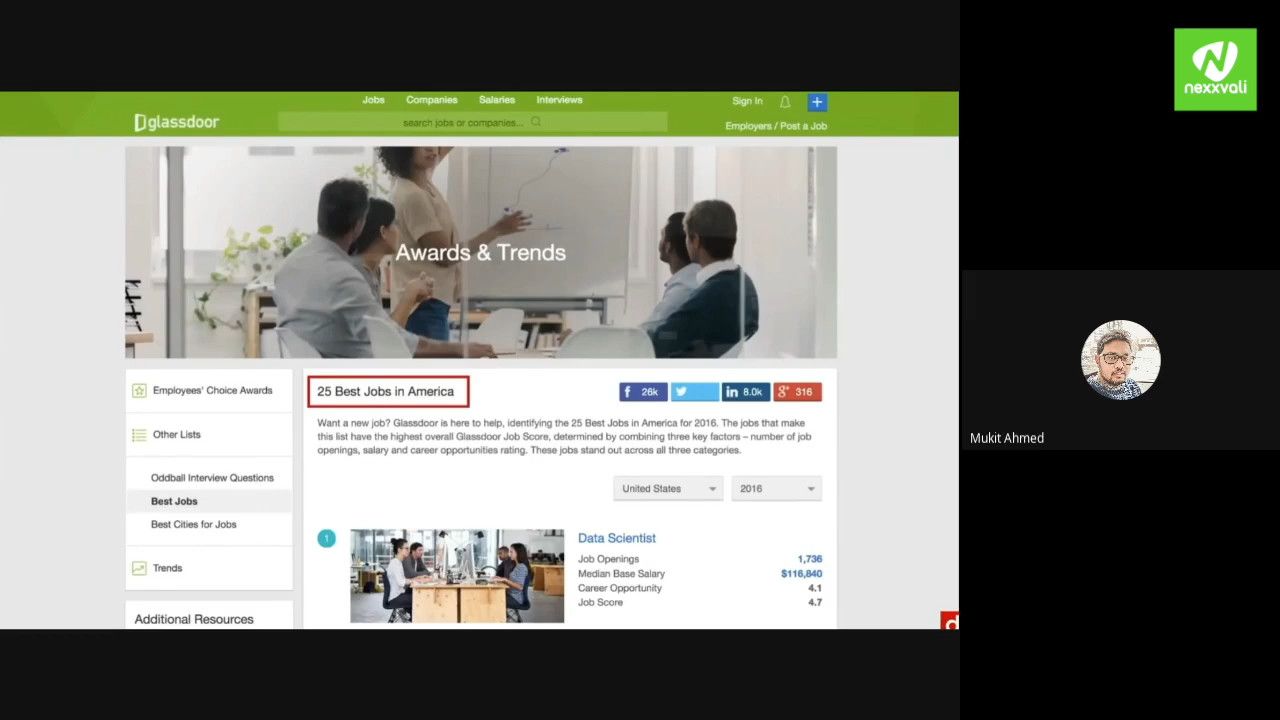 nexxvali
Jobs Companies Salaries Interviews
Sign In
glassdoor
search jobs or companies...
Employers / Post a Job
Awards & Trends
Employees' Choice Awards
Other Lists
Oddball Interview Questions
Best Jobs
Best Cities for Jobs
Trends
Additional Resources
25 Best Jobs in America
f 26k
in 8.0k
g+ 316
Want a new job? Glassdoor is here to help, identifying the 25 Best Jobs in America for 2016. The jobs that make
this list have the highest overall Glassdoor Job Score, determined by combining three key factors – number of job
openings, salary and career opportunities rating. These jobs stand out across all three categories.
United States
2016
1
Data Scientist
Job Openings 1,736
Median Base Salary $116,840
Career Opportunity 4.1
Job Score 4.7
d
Mukit Ahmed